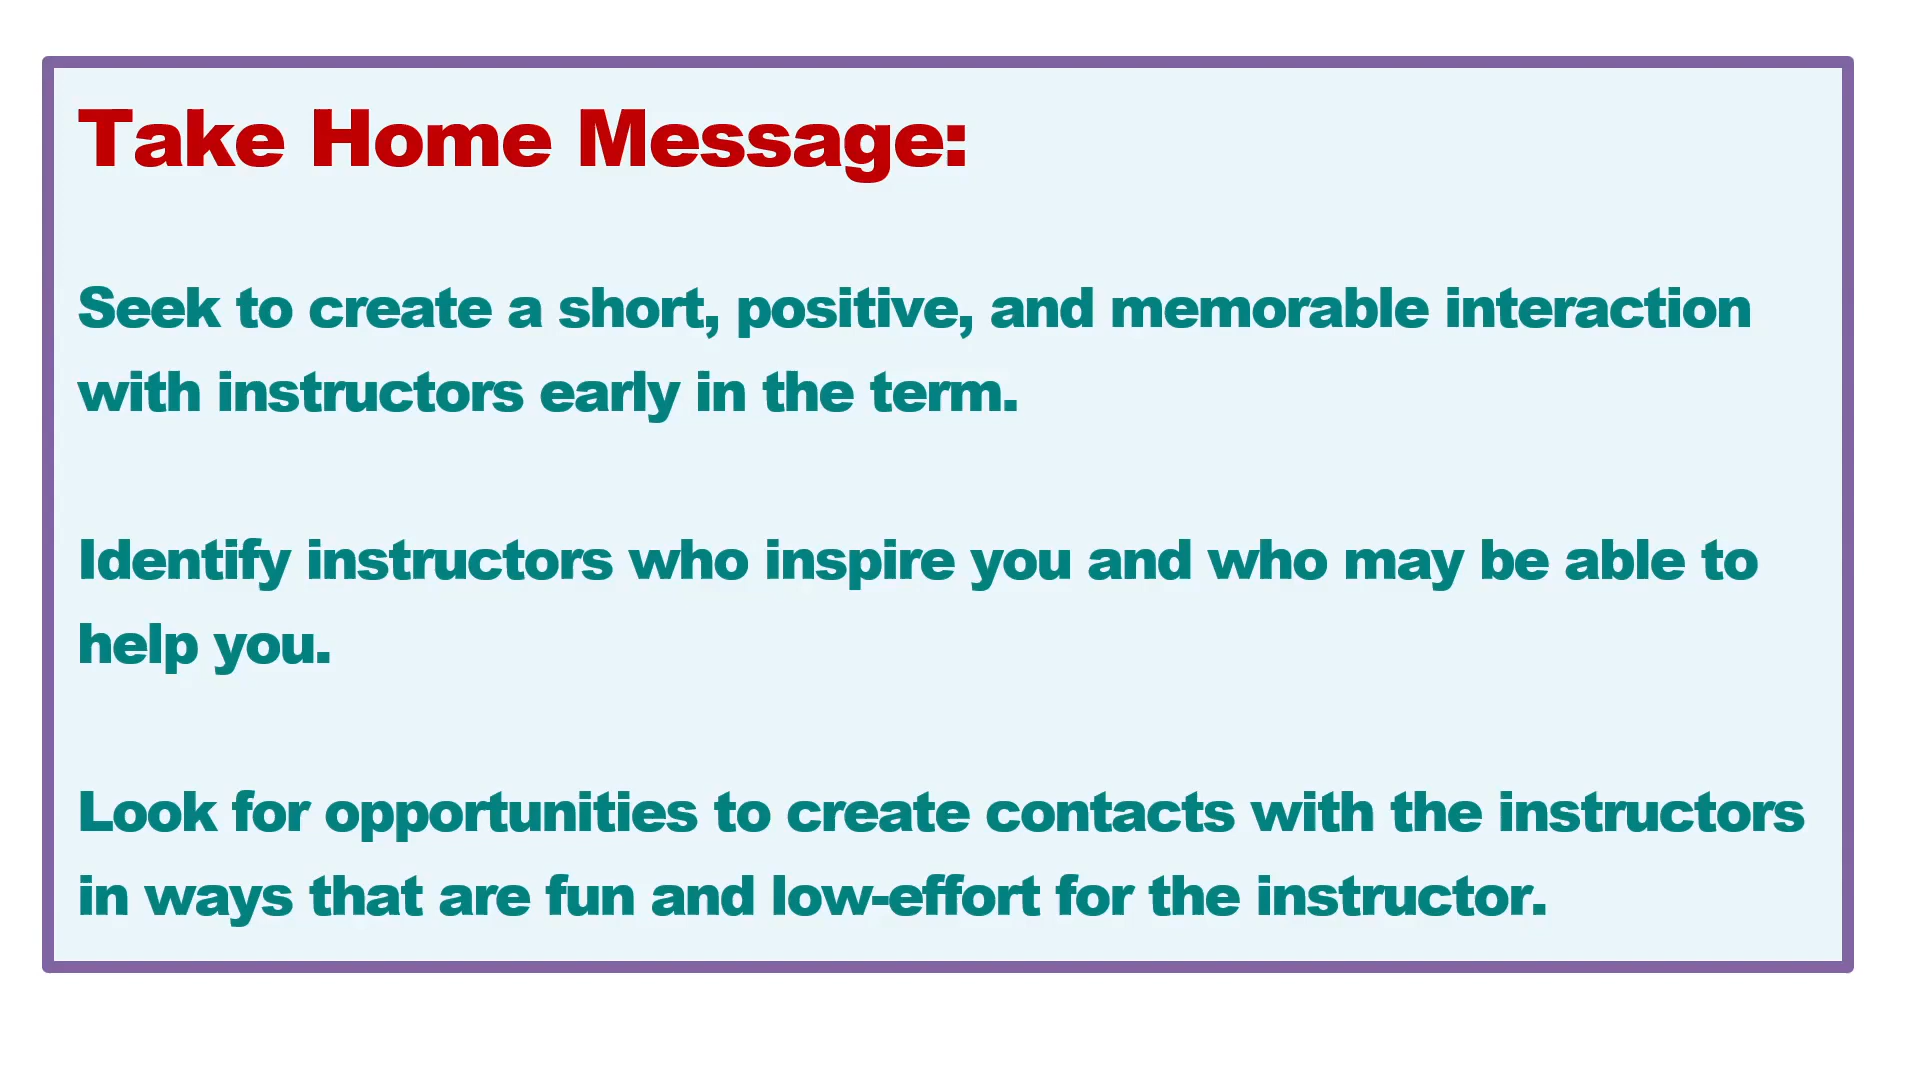 Take Home Message:
Seek to create a short, positive, and memorable interaction
with instructors early in the term.
Identify instructors who inspire you and who may be able to
help you.
Look for opportunities to create contacts with the instructors
in ways that are fun and low-effort for the instructor.